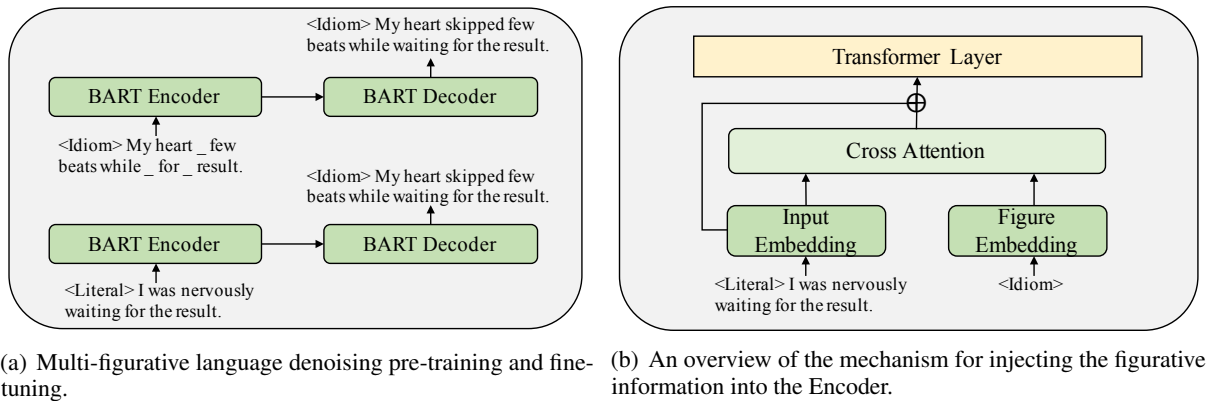 <Idiom> My heart skipped few
beats while waiting for the result.
BART Encoder
BART Decoder
<Idiom> My heart _ few
beats while _ for _ result.
<Idiom> My heart skipped few
beats while waiting for the result.
BART Encoder
BART Decoder
<Literal> I was nervously
waiting for the result.
(a) Multi-figurative language denoising pre-training and fine-
tuning.
Transformer Layer
Cross Attention
Input
Embedding
Figure
Embedding
<Literal> I was nervously
waiting for the result.
<Idiom>
(b) An overview of the mechanism for injecting the figurative
information into the Encoder.